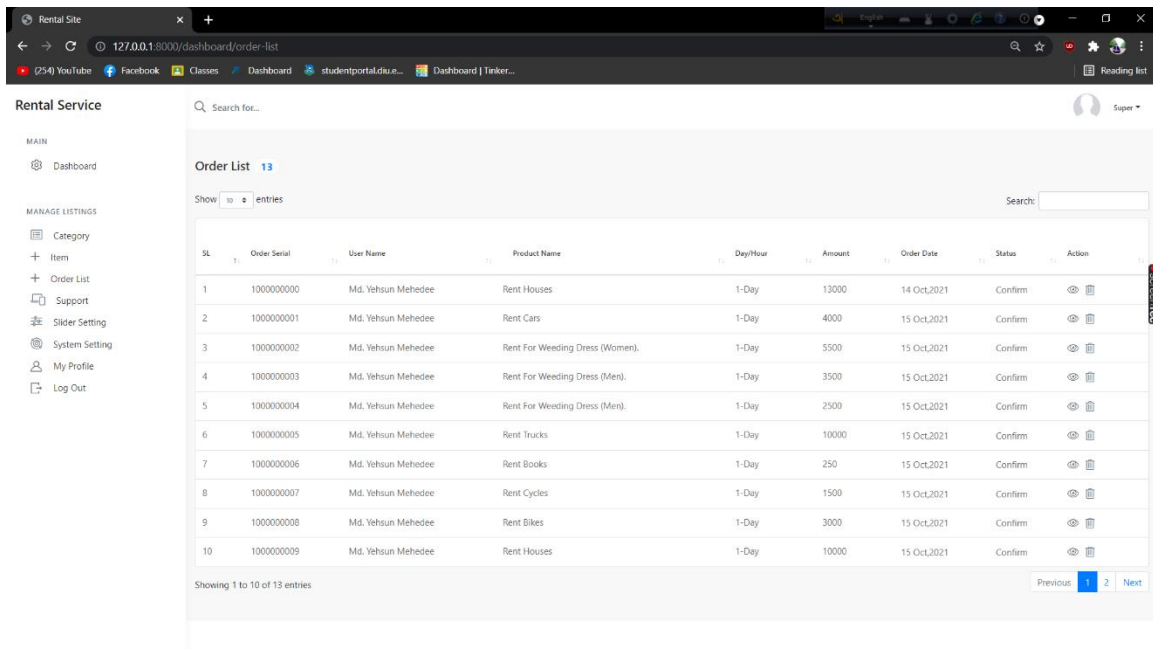 Rental Site
English
127.0.0.1:8000/dashboard/order-list
(254) YouTube Facebook Classes Dashboard studentportal.diu.e... Dashboard | Tinker... Reading list
Rental Service Search for... Super
MAIN
Dashboard
MANAGE LISTINGS
Category
Item
Order List
Support
Slider Setting
System Setting
My Profile
Log Out
Order List 13
Show 10 entries Search:
SL Order Serial User Name Product Name Day/Hour Amount Order Date Status Action
1 1000000000 Md. Yehsun Mehedee Rent Houses 1-Day 13000 14 Oct,2021 Confirm
2 1000000001 Md. Yehsun Mehedee Rent Cars 1-Day 4000 15 Oct,2021 Confirm
3 1000000002 Md. Yehsun Mehedee Rent For Weeding Dress (Women). 1-Day 5500 15 Oct,2021 Confirm
4 1000000003 Md. Yehsun Mehedee Rent For Weeding Dress (Men). 1-Day 3500 15 Oct,2021 Confirm
5 1000000004 Md. Yehsun Mehedee Rent For Weeding Dress (Men). 1-Day 2500 15 Oct,2021 Confirm
6 1000000005 Md. Yehsun Mehedee Rent Trucks 1-Day 10000 15 Oct,2021 Confirm
7 1000000006 Md. Yehsun Mehedee Rent Books 1-Day 250 15 Oct,2021 Confirm
8 1000000007 Md. Yehsun Mehedee Rent Cycles 1-Day 1500 15 Oct,2021 Confirm
9 1000000008 Md. Yehsun Mehedee Rent Bikes 1-Day 3000 15 Oct,2021 Confirm
10 1000000009 Md. Yehsun Mehedee Rent Houses 1-Day 10000 15 Oct,2021 Confirm
Showing 1 to 10 of 13 entries Previous 1 2 Next